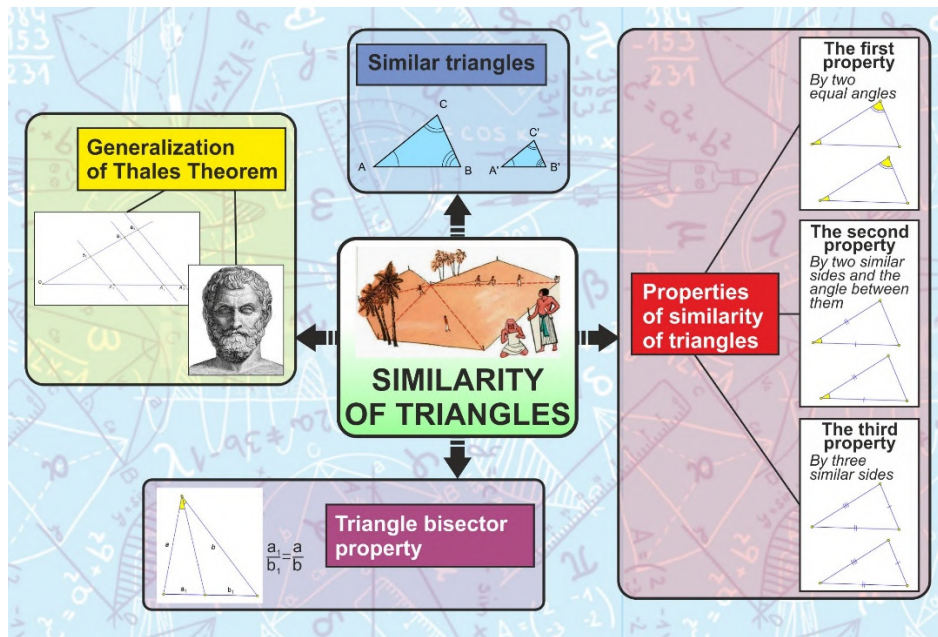 SIMILARITY
OF TRIANGLES
Similar triangles
C
A
B
C'
A'
B'
Generalization
of Thales Theorem
Triangle bisector
property
a
b
a₁
b₁
a₁/b₁=a/b
Properties
of similarity
of triangles
The first
property
By two
equal angles
The second
property
By two similar
sides and the
angle between
them
The third
property
By three
similar sides